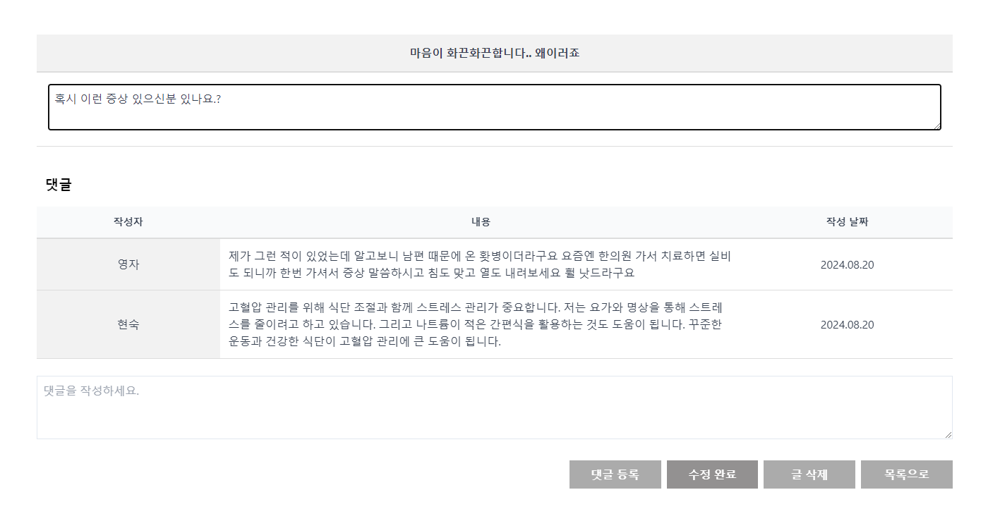 마음이 화끈화끈합니다.. 왜이러죠
혹시 이런 증상 있으신분 있나요.?
댓글
작성자 내용 작성 날짜
영자 제가 그런 적이 있었는데 알고보니 남편 때문에 온 홧병이더라구요 요즘엔 한의원 가서 치료하면 실비 2024.08.20
도 되니까 한번 가셔서 증상 말씀하시고 침도 맞고 열도 내려보세요 훨 낫드라구요
현숙 고혈압 관리를 위해 식단 조절과 함께 스트레스 관리가 중요합니다. 저는 요가와 명상을 통해 스트레 2024.08.20
스를 줄이려고 하고 있습니다. 그리고 나트륨이 적은 간편식을 활용하는 것도 도움이 됩니다. 꾸준한
운동과 건강한 식단이 고혈압 관리에 큰 도움이 됩니다.
댓글을 작성하세요.
댓글 등록 수정 완료 글 삭제 목록으로